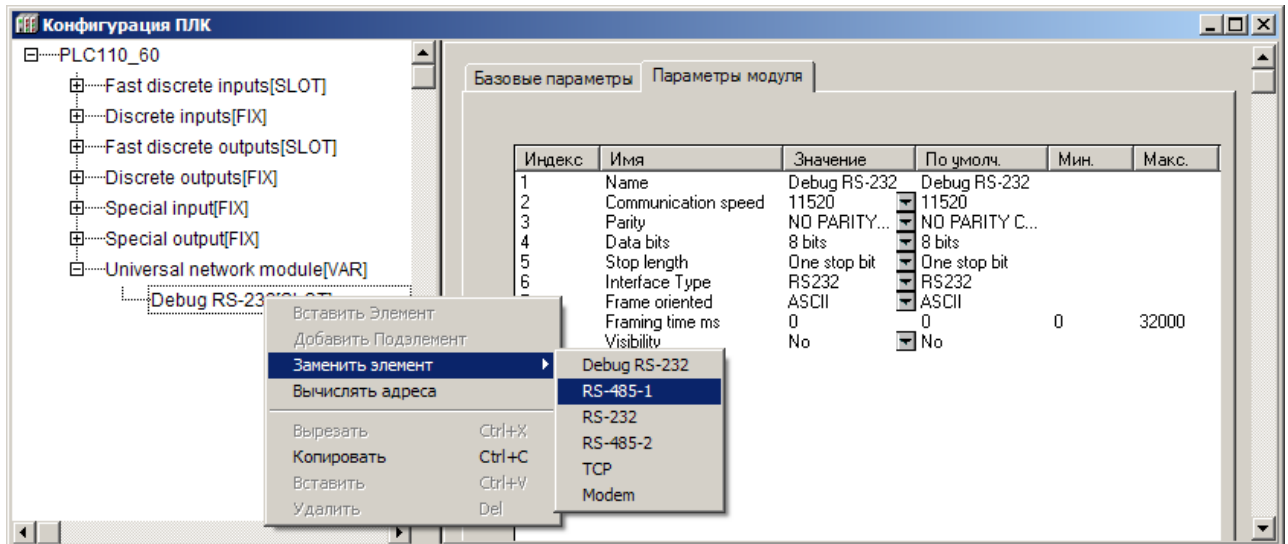 Конфигурация ПЛК
PLC110_60
Fast discrete inputs[SLOT]
Discrete inputs[FIX]
Fast discrete outputs[SLOT]
Discrete outputs[FIX]
Special input[FIX]
Special output[FIX]
Universal network module[VAR]
Debug RS-232[SLOT]
Вставить Элемент
Добавить Подэлемент
Заменить элемент
Вычислять адреса
Вырезать Ctrl+X
Копировать Ctrl+C
Вставить Ctrl+V
Удалить Del
Debug RS-232
RS-485-1
RS-232
RS-485-2
TCP
Modem
Базовые параметры Параметры модуля
Индекс Имя Значение По умолч. Мин. Макс.
1 Name Debug RS-232 Debug RS-232
2 Communication speed 11520 11520
3 Parity NO PARITY... NO PARITY C...
4 Data bits 8 bits 8 bits
5 Stop length One stop bit One stop bit
6 Interface Type RS232 RS232
Frame oriented ASCII ASCII
Framing time ms 0 0 0 32000
Visibility No No